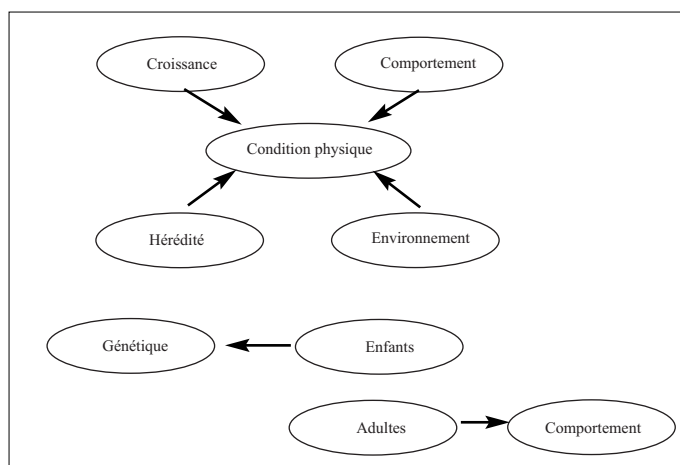 Croissance
Comportement
Condition physique
Hérédité
Environnement
Génétique
Enfants
Adultes
Comportement